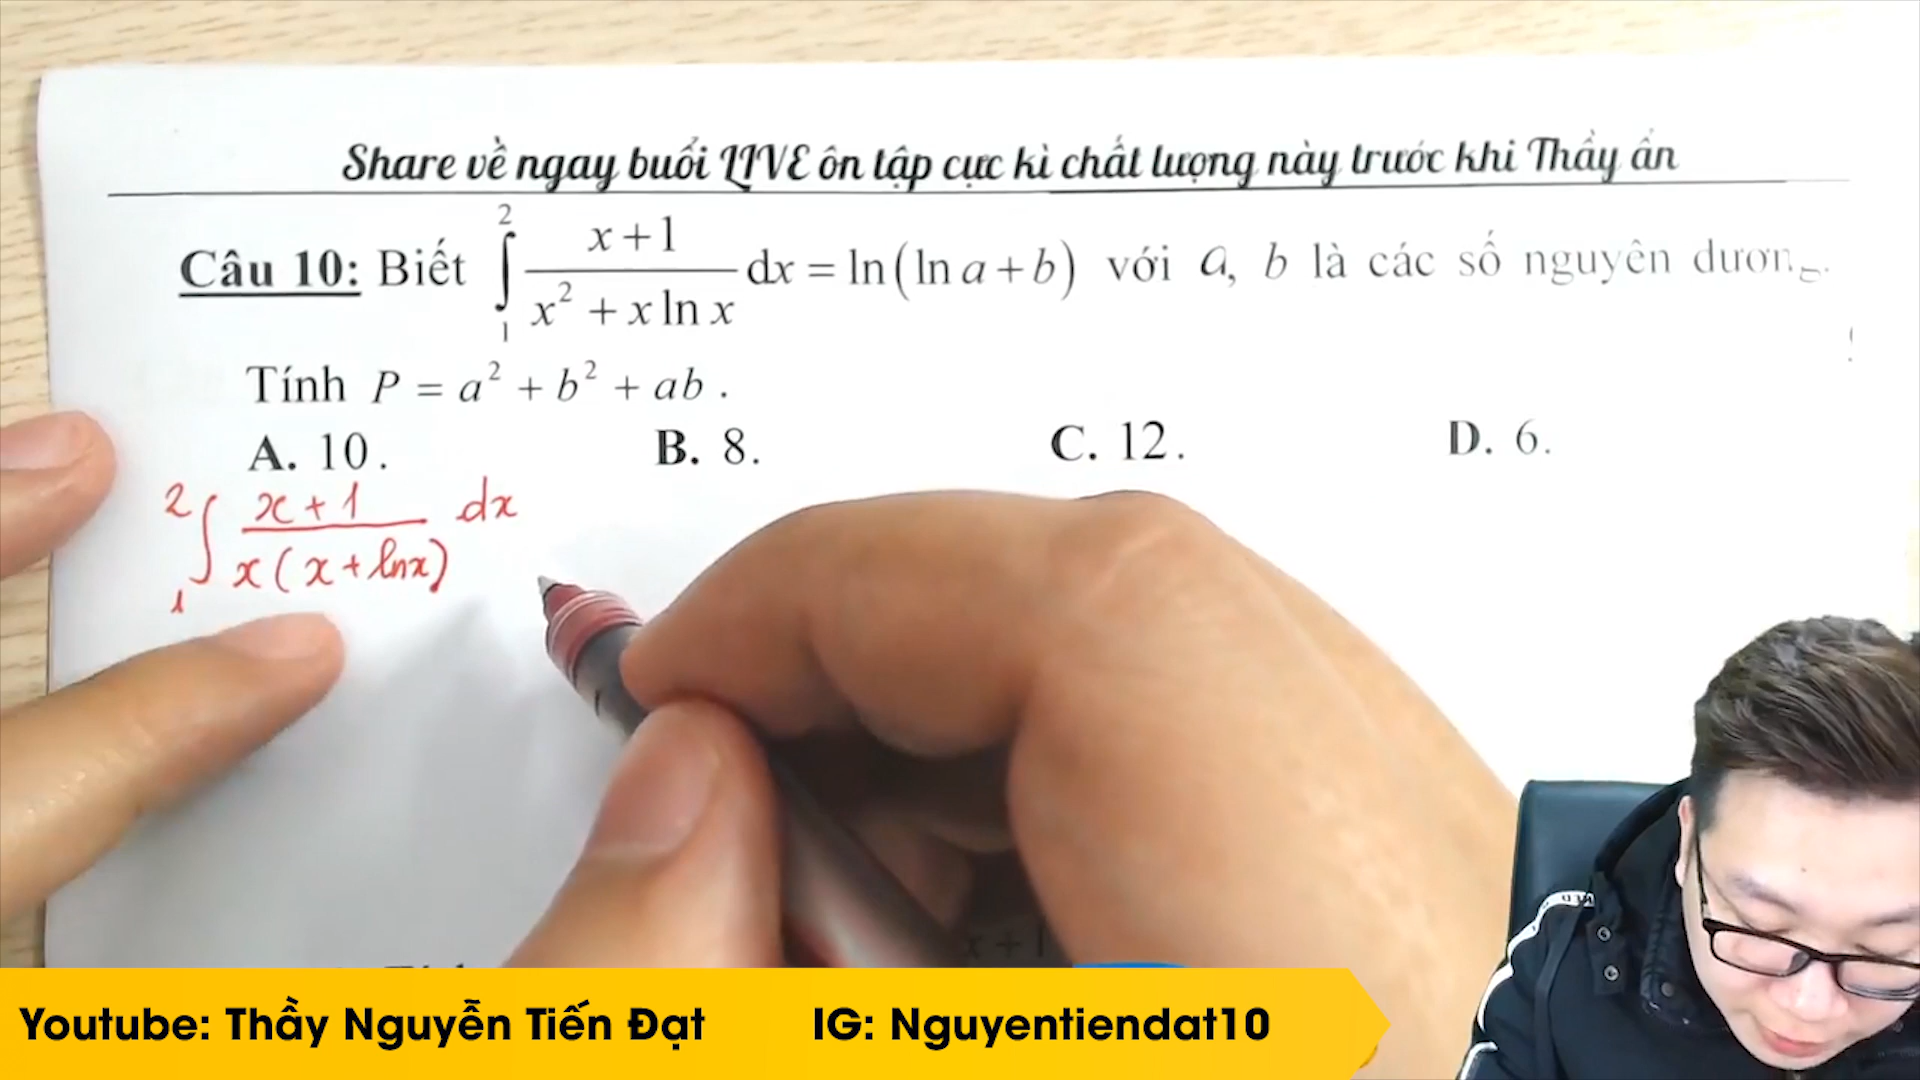 Share về ngay buổi LIVE ôn tập cực kì chất lượng này trước khi Thầy ẩn
Câu 10: Biết ∫₁² (x+1)/(x² + x ln x) dx = ln(ln a + b) với a, b là các số nguyên dương.
Tính P = a² + b² + ab .
A. 10. B. 8. C. 12. D. 6.
∫₁² (x+1)/(x(x+lnx)) dx
x+1
Youtube: Thầy Nguyễn Tiến Đạt IG: Nguyentiendat10